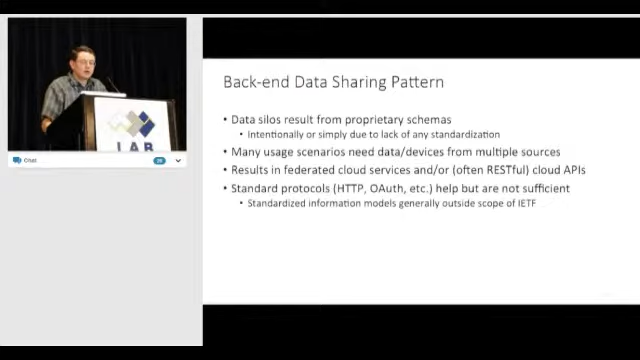 Back-end Data Sharing Pattern
• Data silos result from proprietary schemas
• Intentionally or simply due to lack of any standardization
• Many usage scenarios need data/devices from multiple sources
• Results in federated cloud services and/or (often RESTful) cloud APIs
• Standard protocols (HTTP, OAuth, etc.) help but are not sufficient
• Standardized information models generally outside scope of IETF
IAB
Chat